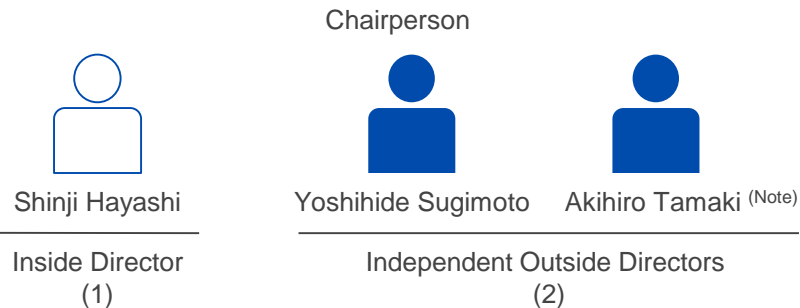 Chairperson
Shinji Hayashi
Yoshihide Sugimoto
Akihiro Tamaki (Note)
Inside Director
(1)
Independent Outside Directors
(2)